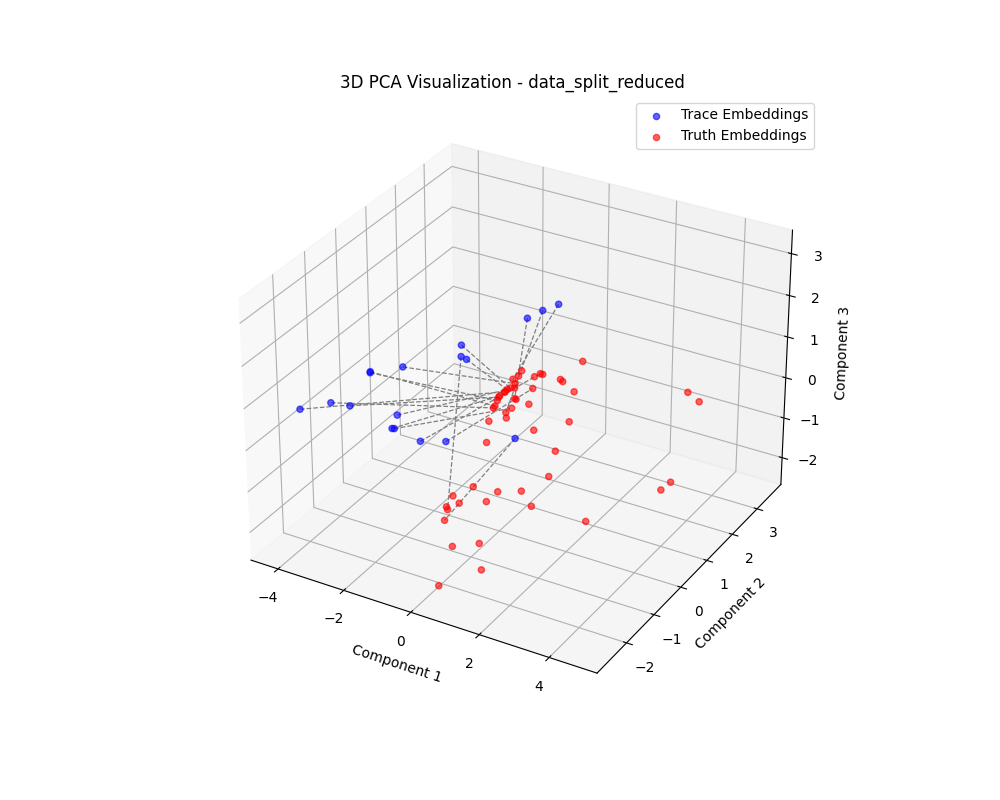 3D PCA Visualization - data_split_reduced
Trace Embeddings
Truth Embeddings
3
2
1
0
−1
−2
Component 3
3
2
1
0
−1
−2
Component 2
−4
−2
0
2
4
Component 1